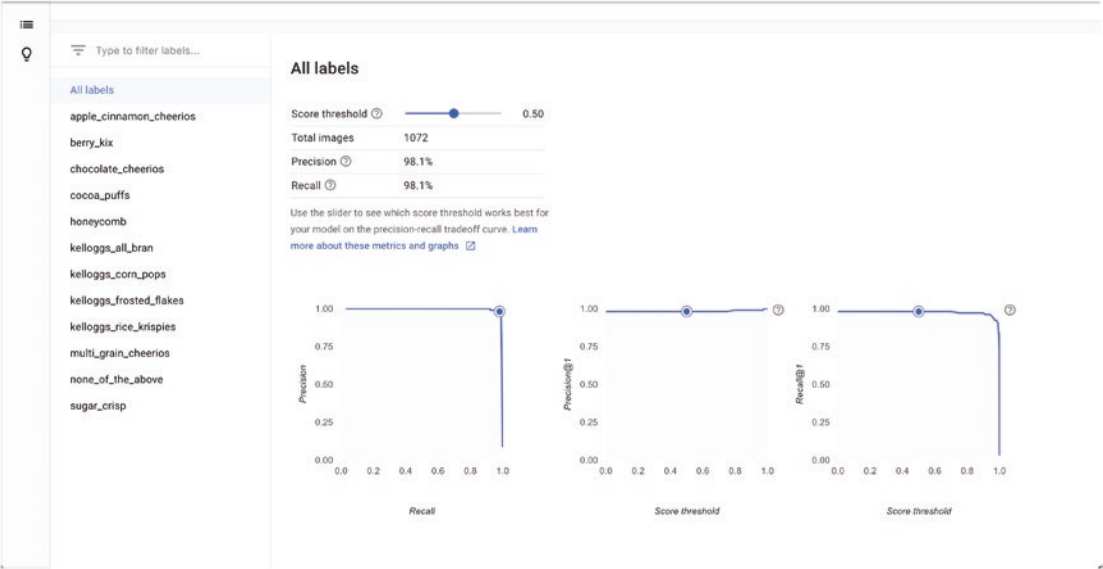 Type to filter labels...
All labels
apple_cinnamon_cheerios
berry_kix
chocolate_cheerios
cocoa_puffs
honeycomb
kelloggs_all_bran
kelloggs_corn_pops
kelloggs_frosted_flakes
kelloggs_rice_krispies
multi_grain_cheerios
none_of_the_above
sugar_crisp
All labels
Score threshold ? 0.50
Total images 1072
Precision ? 98.1%
Recall ? 98.1%
Use the slider to see which score threshold works best for
your model on the precision-recall tradeoff curve. Learn
more about these metrics and graphs
1.00
0.75
0.50
0.25
0.00
Precision
0.0 0.2 0.4 0.6 0.8 1.0
Recall
1.00
0.75
0.50
0.25
0.00
Precision@1
?
0.0 0.2 0.4 0.6 0.8 1.0
Score threshold
1.00
0.75
0.50
0.25
0.00
Recall@1
?
0.0 0.2 0.4 0.6 0.8 1.0
Score threshold